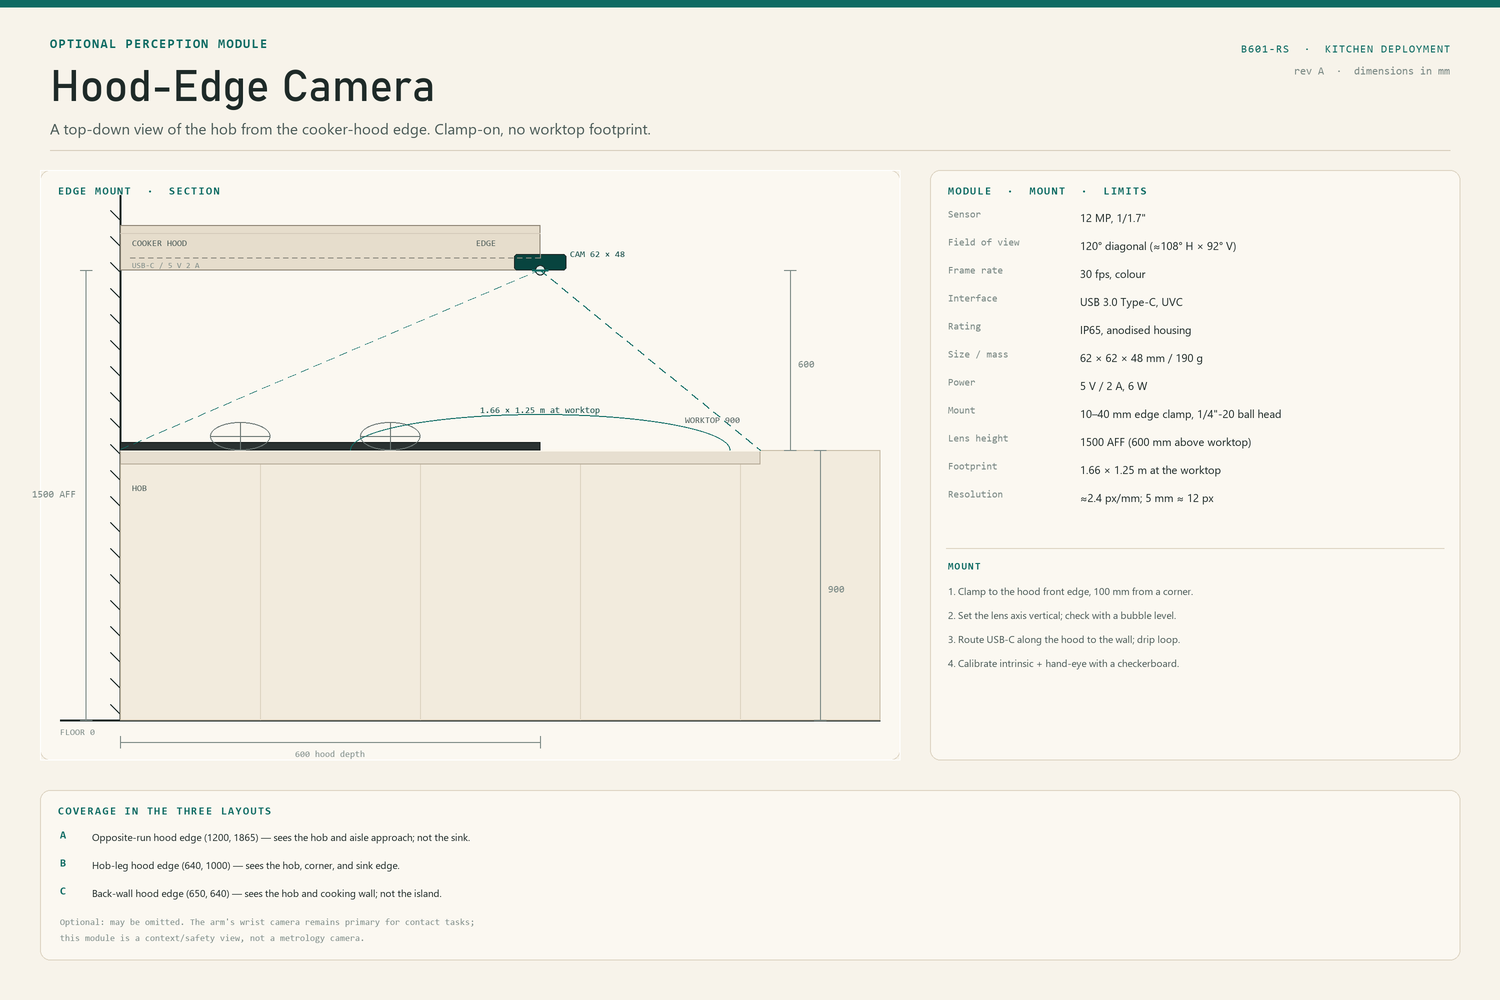 OPTIONAL PERCEPTION MODULE
Hood-Edge Camera
A top-down view of the hob from the cooker-hood edge. Clamp-on, no worktop footprint.
B601-RS · KITCHEN DEPLOYMENT
rev A · dimensions in mm
EDGE MOUNT · SECTION
COOKER HOOD
EDGE
USB-C / 5 V 2 A
CAM 62 × 48
600
1.66 x 1.25 m at worktop
WORKTOP 900
HOB
1500 AFF
900
FLOOR 0
600 hood depth
MODULE · MOUNT · LIMITS
Sensor 12 MP, 1/1.7"
Field of view 120° diagonal (≈108° H × 92° V)
Frame rate 30 fps, colour
Interface USB 3.0 Type-C, UVC
Rating IP65, anodised housing
Size / mass 62 × 62 × 48 mm / 190 g
Power 5 V / 2 A, 6 W
Mount 10–40 mm edge clamp, 1/4"-20 ball head
Lens height 1500 AFF (600 mm above worktop)
Footprint 1.66 × 1.25 m at the worktop
Resolution ≈2.4 px/mm; 5 mm ≈ 12 px
MOUNT
1. Clamp to the hood front edge, 100 mm from a corner.
2. Set the lens axis vertical; check with a bubble level.
3. Route USB-C along the hood to the wall; drip loop.
4. Calibrate intrinsic + hand-eye with a checkerboard.
COVERAGE IN THE THREE LAYOUTS
A Opposite-run hood edge (1200, 1865) — sees the hob and aisle approach; not the sink.
B Hob-leg hood edge (640, 1000) — sees the hob, corner, and sink edge.
C Back-wall hood edge (650, 640) — sees the hob and cooking wall; not the island.
Optional: may be omitted. The arm's wrist camera remains primary for contact tasks;
this module is a context/safety view, not a metrology camera.